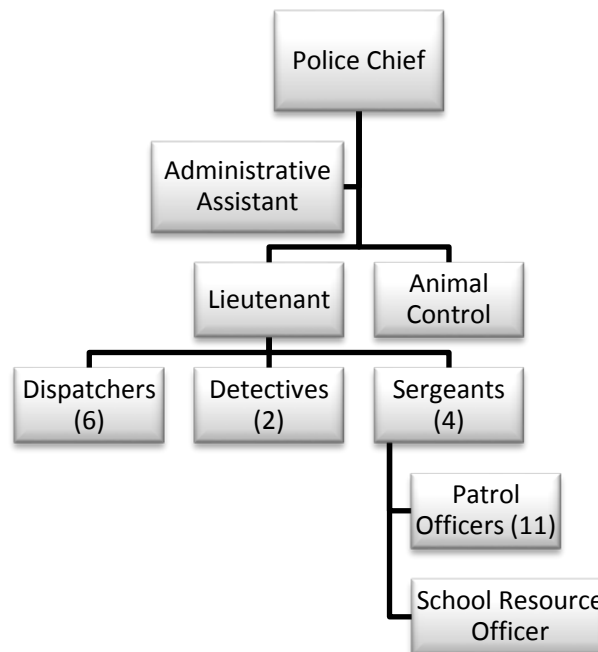 Police Chief
Administrative
Assistant
Lieutenant
Animal
Control
Dispatchers
(6)
Detectives
(2)
Sergeants
(4)
Patrol
Officers (11)
School Resource
Officer